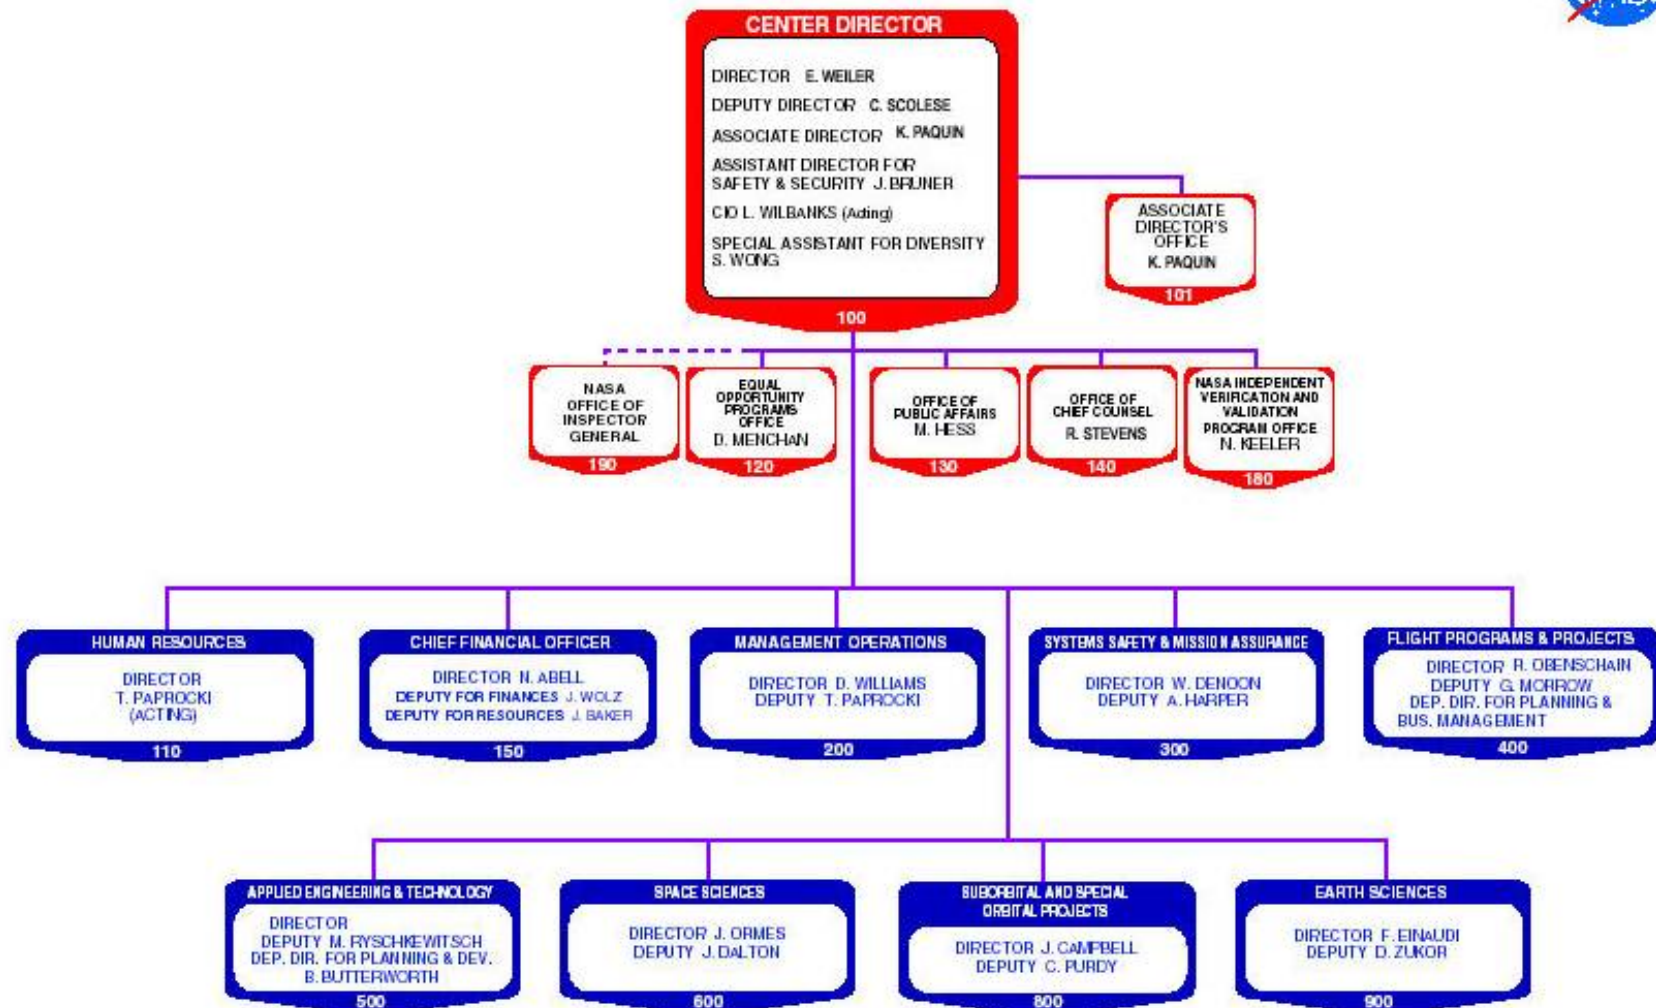 CENTER DIRECTOR
DIRECTOR E. WEILER
DEPUTY DIRECTOR C. SCOLESE
ASSOCIATE DIRECTOR K. PAQUIN
ASSISTANT DIRECTOR FOR
SAFETY & SECURITY J. BRUNER
CIO L. WILBANKS (Acting)
SPECIAL ASSISTANT FOR DIVERSITY
S. WONG
100
ASSOCIATE
DIRECTOR'S
OFFICE
K. PAQUIN
101
NASA
OFFICE OF
INSPECTOR
GENERAL
190
EQUAL
OPPORTUNITY
PROGRAMS
OFFICE
D. MENCHAN
120
OFFICE OF
PUBLIC AFFAIRS
M. HESS
130
OFFICE OF
CHIEF COUNSEL
R. STEVENS
140
NASA INDEPENDENT
VERIFICATION AND
VALIDATION
PROGRAM OFFICE
N. KEELER
180
HUMAN RESOURCES
DIRECTOR
T. PAPROCKI
(ACTING)
110
CHIEF FINANCIAL OFFICER
DIRECTOR N. ABELL
DEPUTY FOR FINANCES J. WOLZ
DEPUTY FOR RESOURCES J. BAKER
150
MANAGEMENT OPERATIONS
DIRECTOR D. WILLIAMS
DEPUTY T. PAPROCKI
200
SYSTEMS SAFETY & MISSION ASSURANCE
DIRECTOR W. DENOON
DEPUTY A. HARPER
300
FLIGHT PROGRAMS & PROJECTS
DIRECTOR R. OBENSCHAIN
DEPUTY G. MORROW
DEP. DIR. FOR PLANNING &
BUS. MANAGEMENT
400
APPLIED ENGINEERING & TECHNOLOGY
DIRECTOR
DEPUTY M. RYSCHKEWITSCH
DEP. DIR. FOR PLANNING & DEV.
B. BUTTERWORTH
500
SPACE SCIENCES
DIRECTOR J. ORMES
DEPUTY J. DALTON
600
SUBORBITAL AND SPECIAL
ORBITAL PROJECTS
DIRECTOR J. CAMPBELL
DEPUTY C. PURDY
800
EARTH SCIENCES
DIRECTOR F. EINAUDI
DEPUTY D. ZUKOR
900